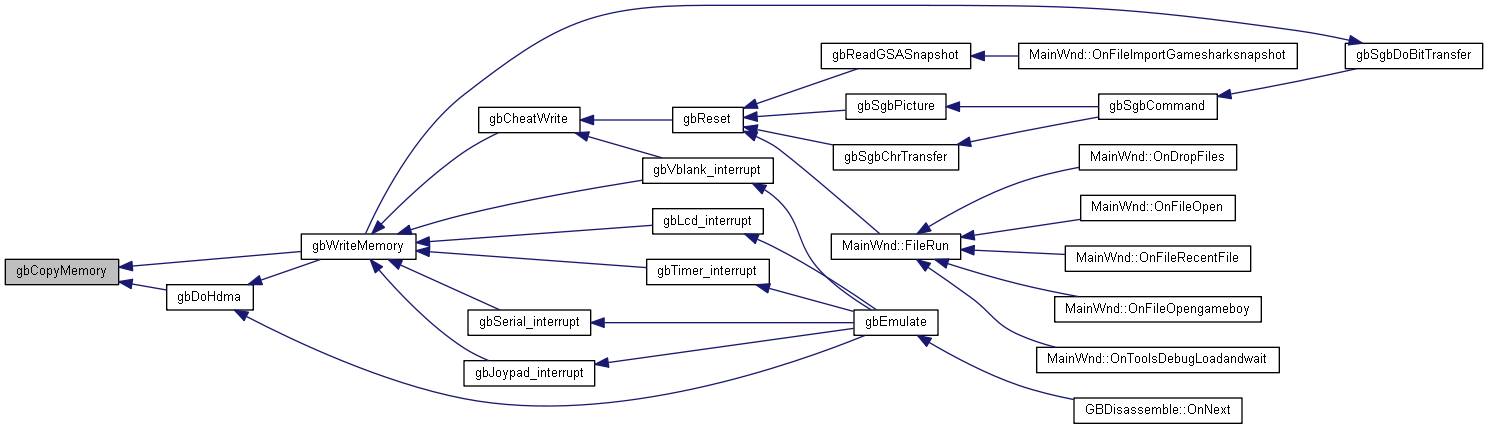 gbCopyMemory
gbDoHdma
gbWriteMemory
gbCheatWrite
gbVblank_interrupt
gbLcd_interrupt
gbTimer_interrupt
gbSerial_interrupt
gbJoypad_interrupt
gbReset
gbReadGSASnapshot
gbSgbPicture
gbSgbChrTransfer
MainWnd::FileRun
gbEmulate
MainWnd::OnFileImportGamesharksnapshot
gbSgbCommand
MainWnd::OnDropFiles
MainWnd::OnFileOpen
MainWnd::OnFileRecentFile
MainWnd::OnFileOpengameboy
MainWnd::OnToolsDebugLoadandwait
GBDisassemble::OnNext
gbSgbDoBitTransfer